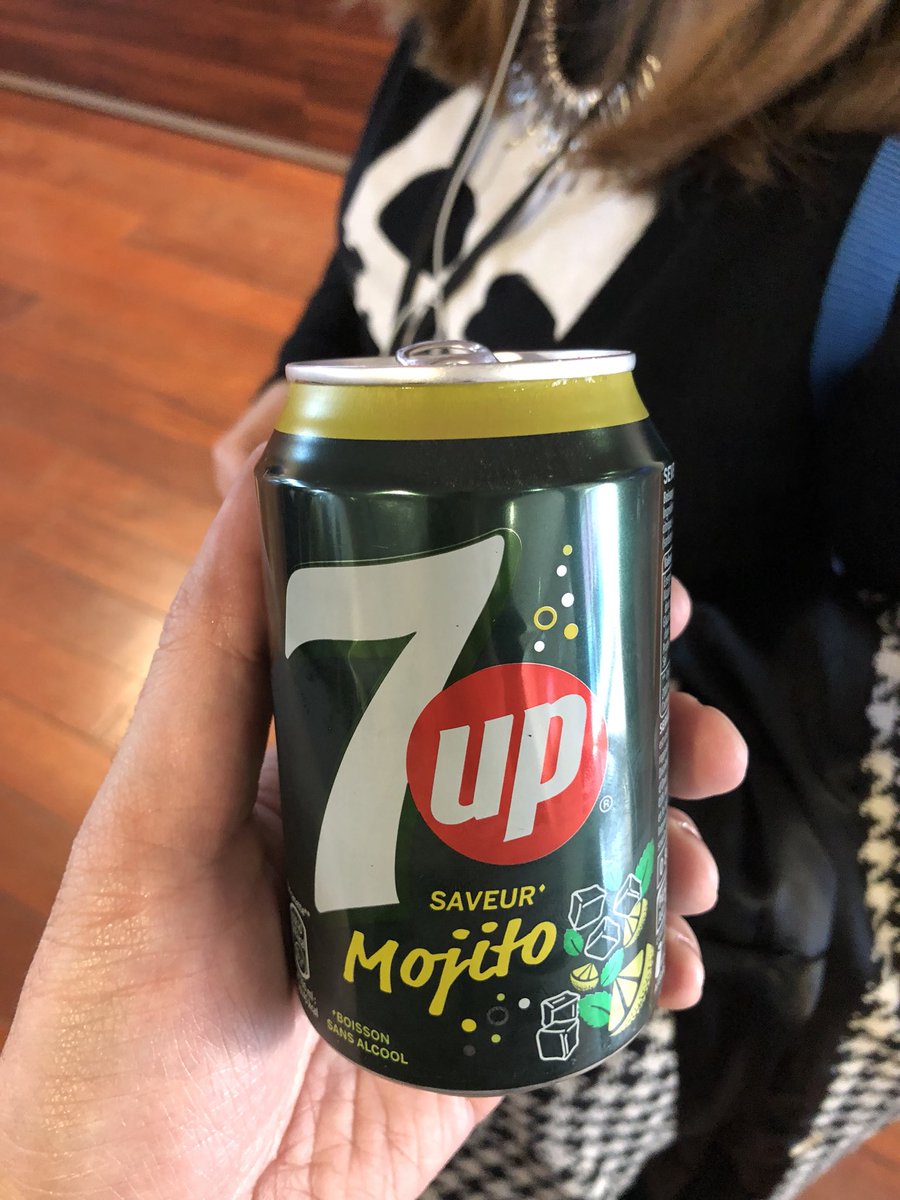 7up®
SAVEUR♦
Mojito
♦BOISSON
SANS ALCOOL